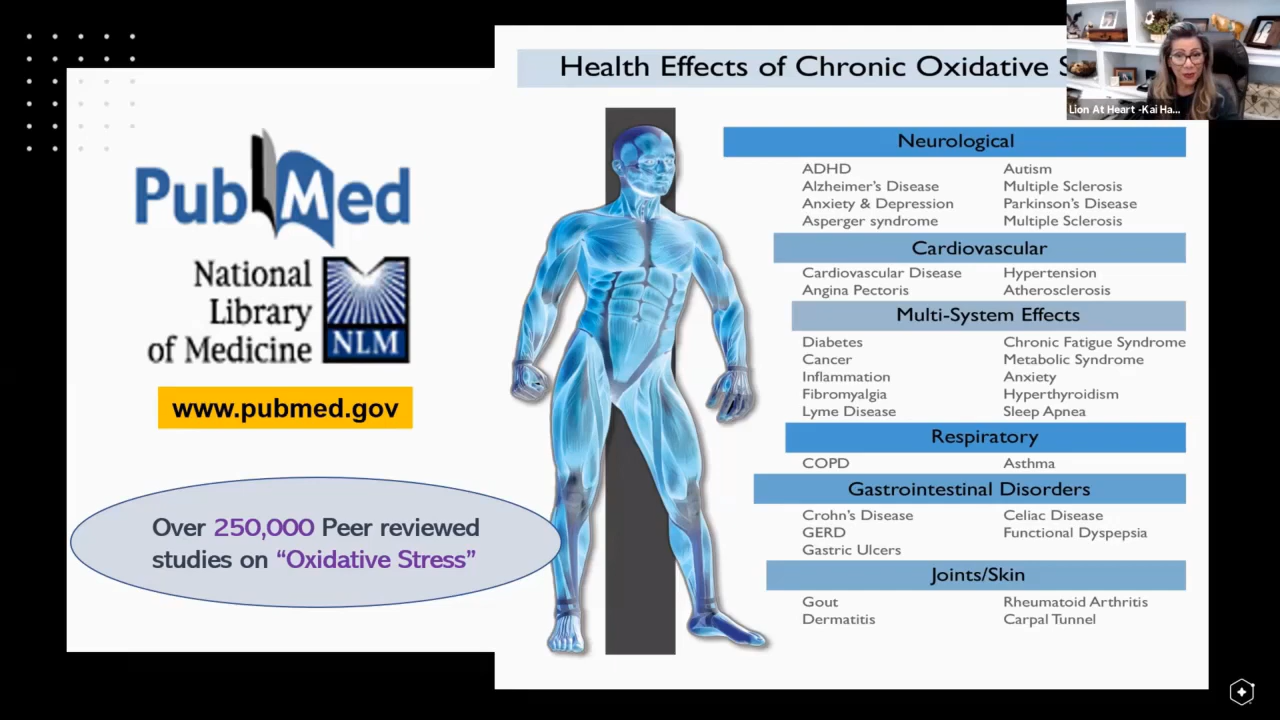 PubMed
National
Library
of Medicine
NLM
www.pubmed.gov
Over 250,000 Peer reviewed
studies on “Oxidative Stress”
Health Effects of Chronic Oxidative S
Lion At Heart -Kai Ha...
Neurological
ADHD Autism
Alzheimer's Disease Multiple Sclerosis
Anxiety & Depression Parkinson's Disease
Asperger syndrome Multiple Sclerosis
Cardiovascular
Cardiovascular Disease Hypertension
Angina Pectoris Atherosclerosis
Multi-System Effects
Diabetes Chronic Fatigue Syndrome
Cancer Metabolic Syndrome
Inflammation Anxiety
Fibromyalgia Hyperthyroidism
Lyme Disease Sleep Apnea
Respiratory
COPD Asthma
Gastrointestinal Disorders
Crohn's Disease Celiac Disease
GERD Functional Dyspepsia
Gastric Ulcers
Joints/Skin
Gout Rheumatoid Arthritis
Dermatitis Carpal Tunnel